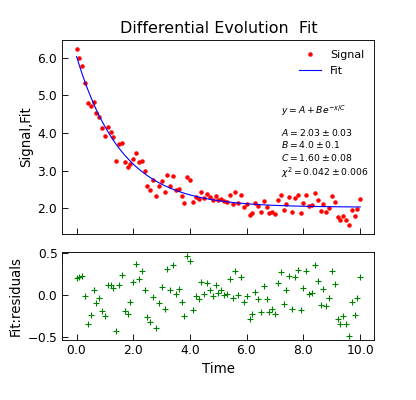 Differential Evolution  Fit
Signal
Fit
y = A + Be^{-x/C}
A = 2.03 ± 0.03
B = 4.0 ± 0.1
C = 1.60 ± 0.08
χ² = 0.042 ± 0.006
Signal,Fit
6.0
5.0
4.0
3.0
2.0
Fit:residuals
0.5
0.0
−0.5
0.0 2.0 4.0 6.0 8.0 10.0
Time